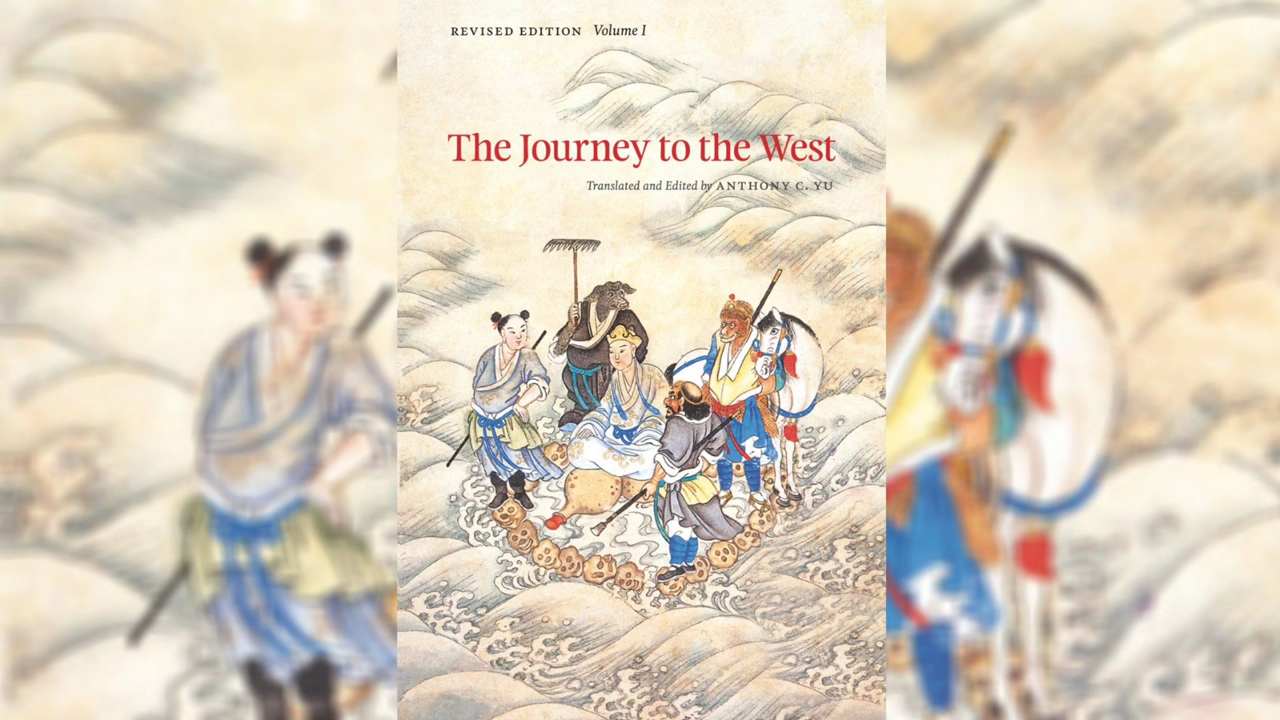 REVISED EDITION Volume I
The Journey to the West
Translated and Edited by ANTHONY C. YU